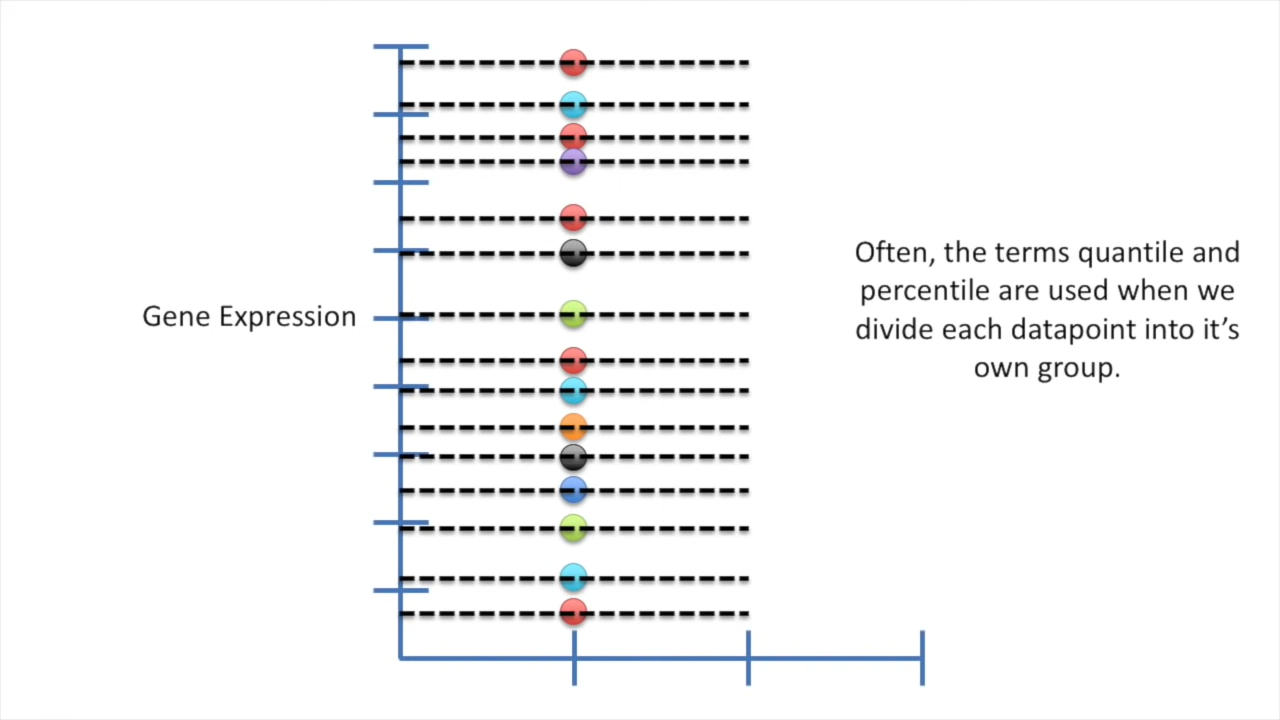 Gene Expression
Often, the terms quantile and
percentile are used when we
divide each datapoint into it’s
own group.